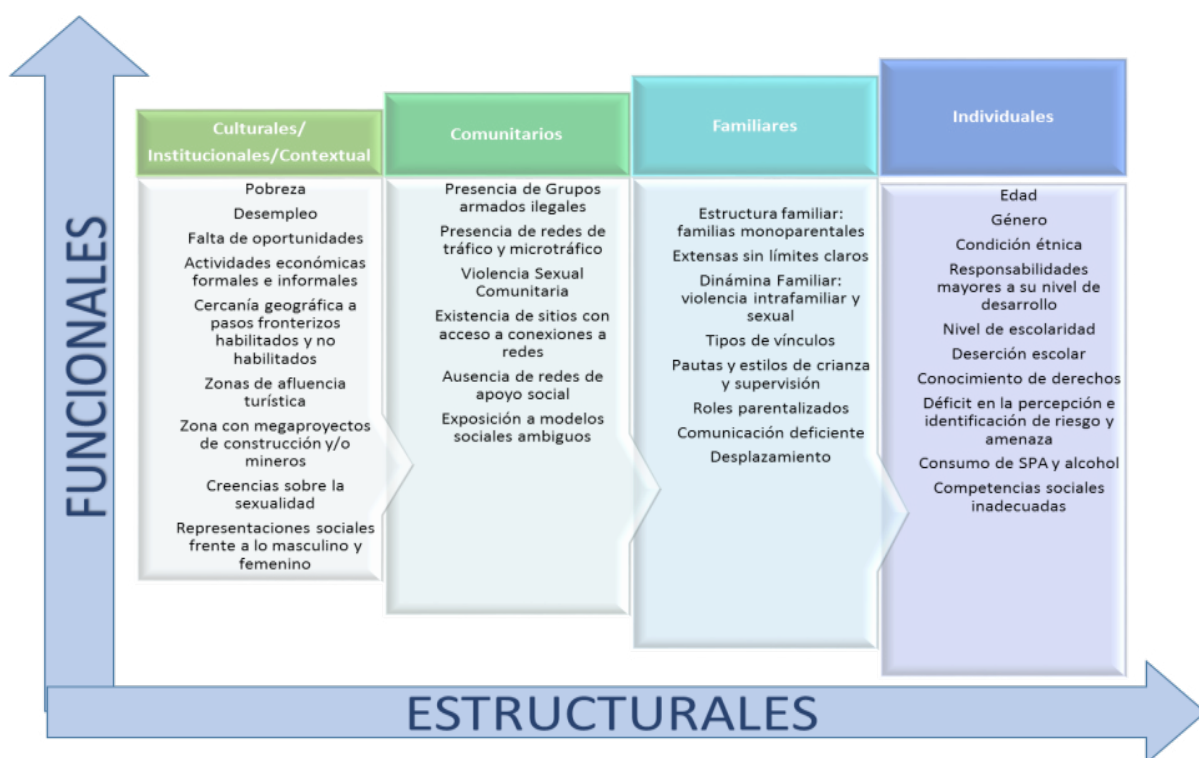 FUNCIONALES
Culturales/
Institucionales/Contextual
Pobreza
Desempleo
Falta de oportunidades
Actividades económicas
formales e informales
Cercanía geográfica a
pasos fronterizos
habilitados y no
habilitados
Zonas de afluencia
turística
Zona con megaproyectos
de construcción y/o
mineros
Creencias sobre la
sexualidad
Representaciones sociales
frente a lo masculino y
femenino
Comunitarios
Presencia de Grupos
armados ilegales
Presencia de redes de
tráfico y microtráfico
Violencia Sexual
Comunitaria
Existencia de sitios con
acceso a conexiones a
redes
Ausencia de redes de
apoyo social
Exposición a modelos
sociales ambiguos
Familiares
Estructura familiar:
familias monoparentales
Extensas sin límites claros
Dinámina Familiar:
violencia intrafamiliar y
sexual
Tipos de vínculos
Pautas y estilos de crianza
y supervisión
Roles parentalizados
Comunicación deficiente
Desplazamiento
Individuales
Edad
Género
Condición étnica
Responsabilidades
mayores a su nivel de
desarrollo
Nivel de escolaridad
Deserción escolar
Conocimiento de derechos
Déficit en la percepción e
identificación de riesgo y
amenaza
Consumo de SPA y alcohol
Competencias sociales
inadecuadas
ESTRUCTURALES